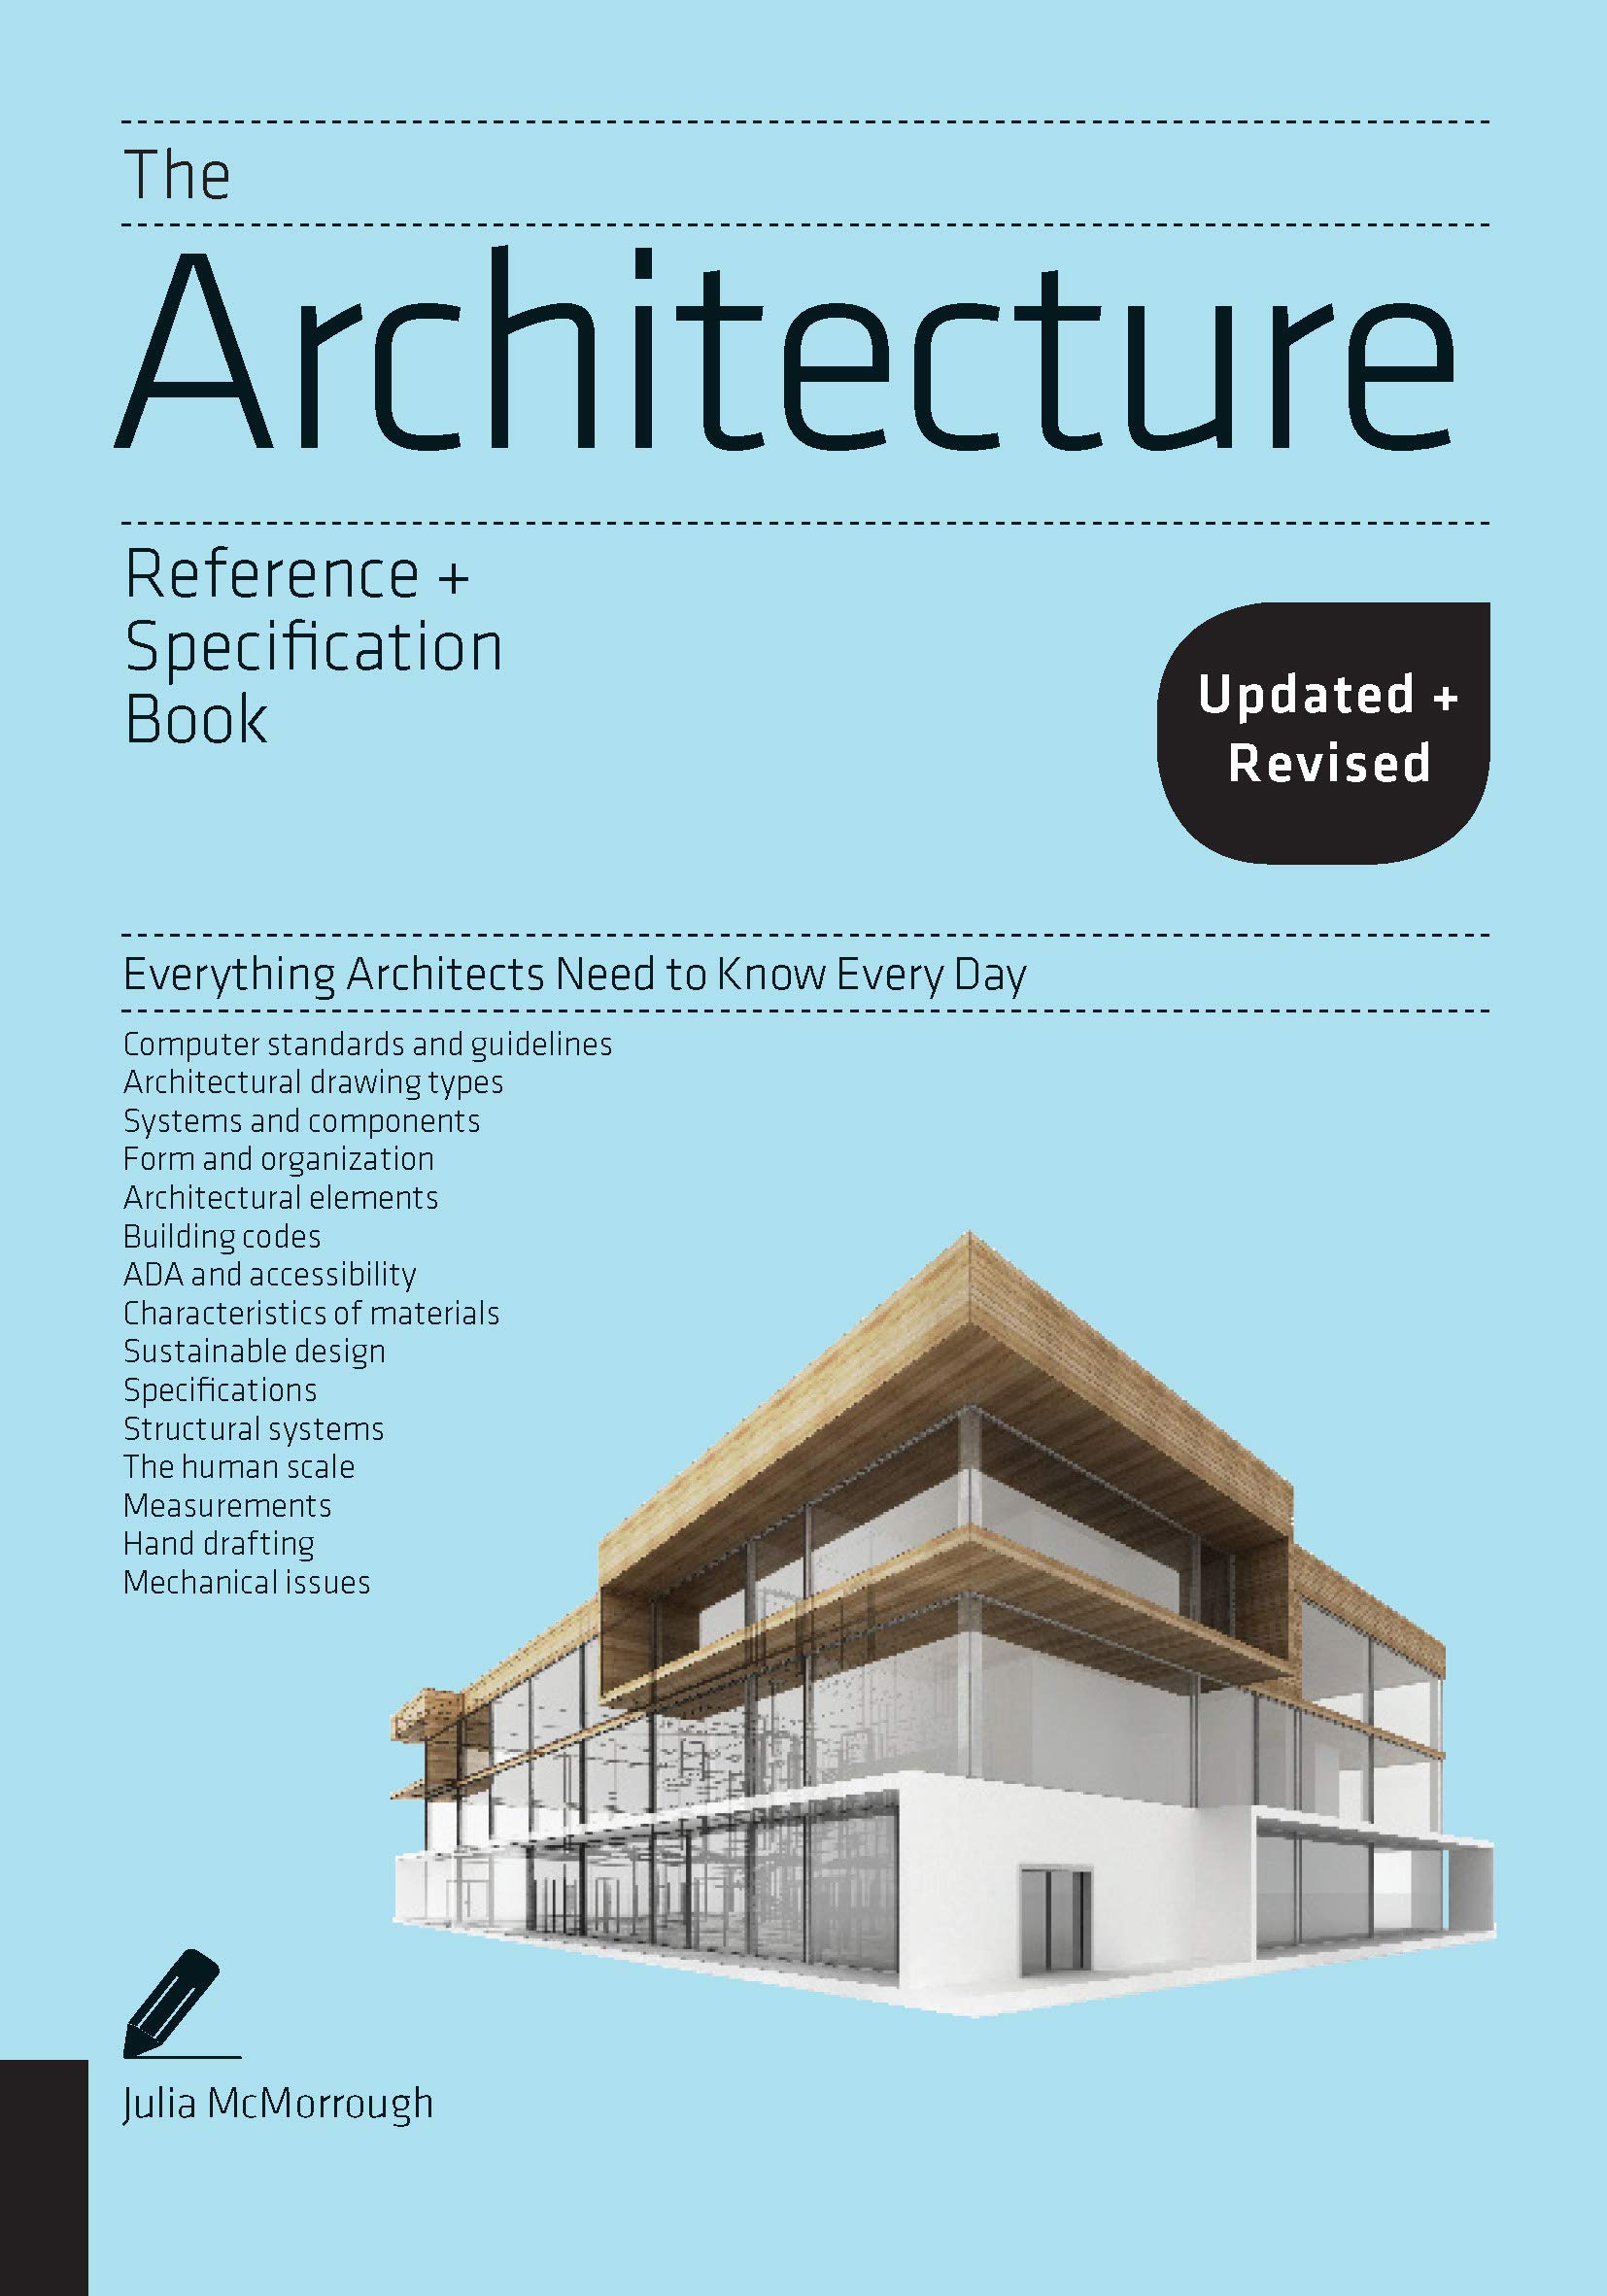 The
Architecture
Reference +
Specification
Book
Updated +
Revised
Everything Architects Need to Know Every Day
Computer standards and guidelines
Architectural drawing types
Systems and components
Form and organization
Architectural elements
Building codes
ADA and accessibility
Characteristics of materials
Sustainable design
Specifications
Structural systems
The human scale
Measurements
Hand drafting
Mechanical issues
Julia McMorrough